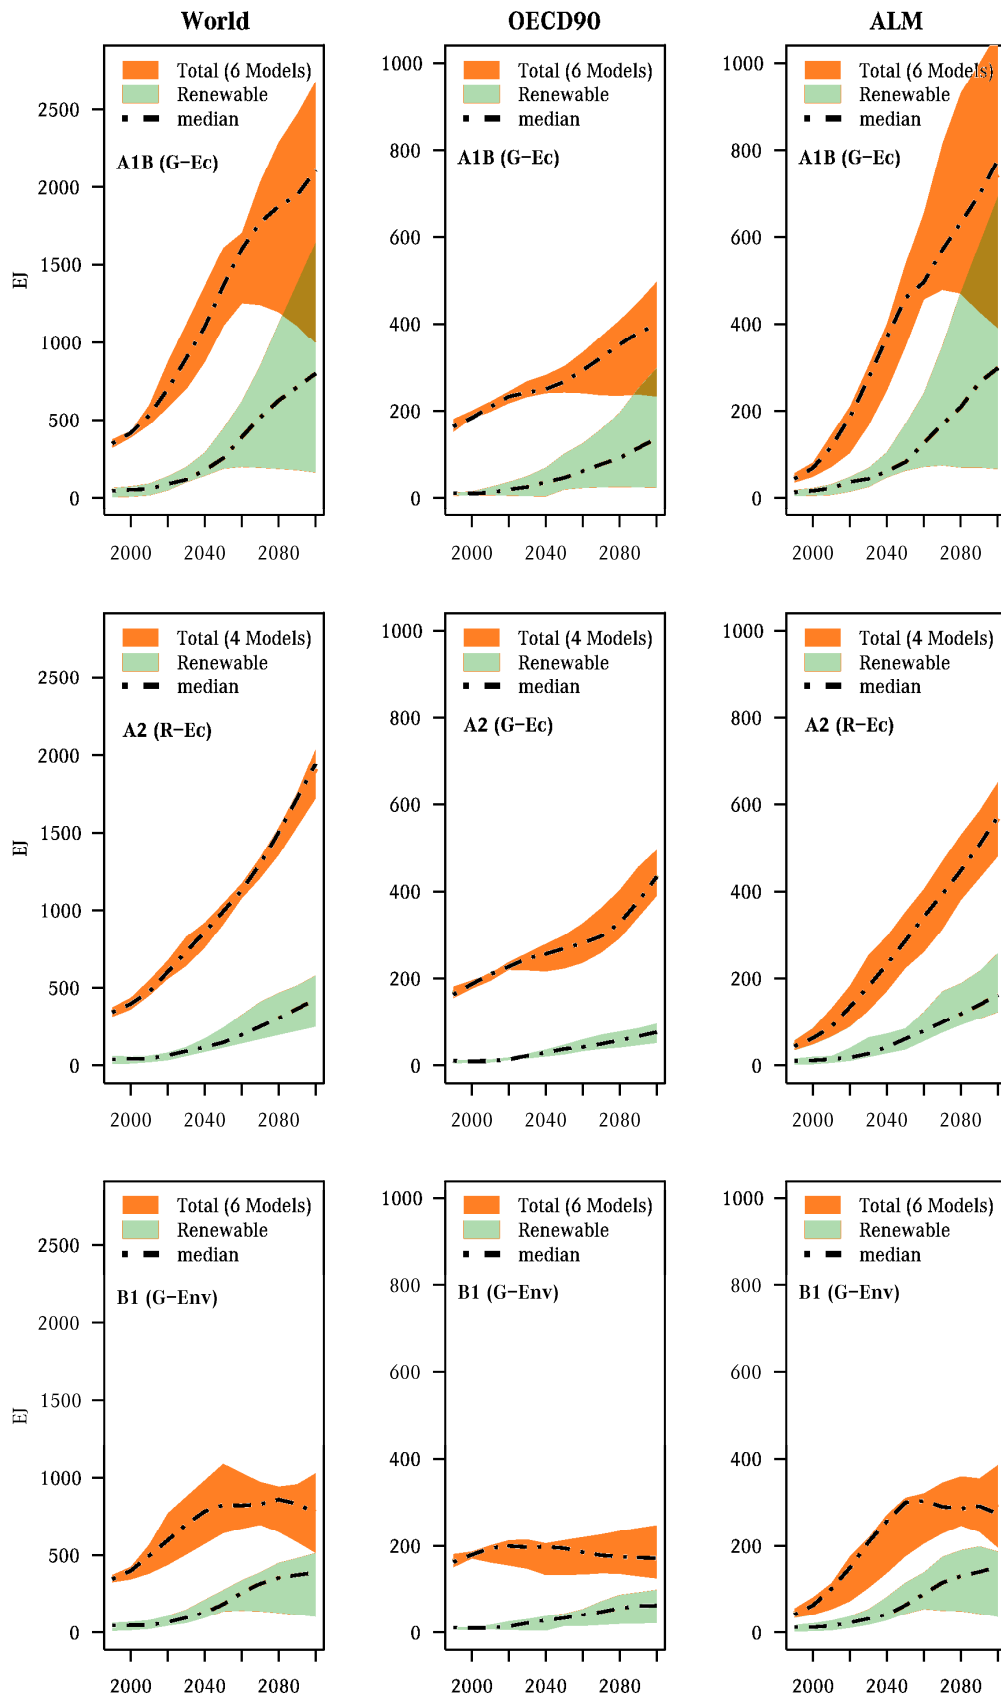 World OECD90 ALM
Total (6 Models) Total (6 Models) Total (6 Models)
Renewable Renewable Renewable
median median median
A1B (G-Ec) A1B (G-Ec) A1B (G-Ec)
EJ
2500
2000
1500
1000
500
0
1000
800
600
400
200
0
1000
800
600
400
200
0
2000 2040 2080 2000 2040 2080 2000 2040 2080
Total (4 Models) Total (4 Models) Total (4 Models)
Renewable Renewable Renewable
median median median
A2 (R-Ec) A2 (G-Ec) A2 (R-Ec)
EJ
2500
2000
1500
1000
500
0
1000
800
600
400
200
0
1000
800
600
400
200
0
2000 2040 2080 2000 2040 2080 2000 2040 2080
Total (6 Models) Total (6 Models) Total (6 Models)
Renewable Renewable Renewable
median median median
B1 (G-Env) B1 (G-Env) B1 (G-Env)
EJ
2500
2000
1500
1000
500
0
1000
800
600
400
200
0
1000
800
600
400
200
0
2000 2040 2080 2000 2040 2080 2000 2040 2080